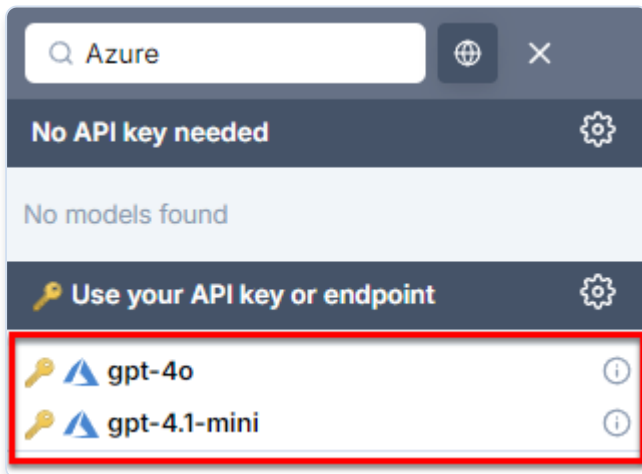 Azure
No API key needed
No models found
🔑 Use your API key or endpoint
gpt-4o
gpt-4.1-mini